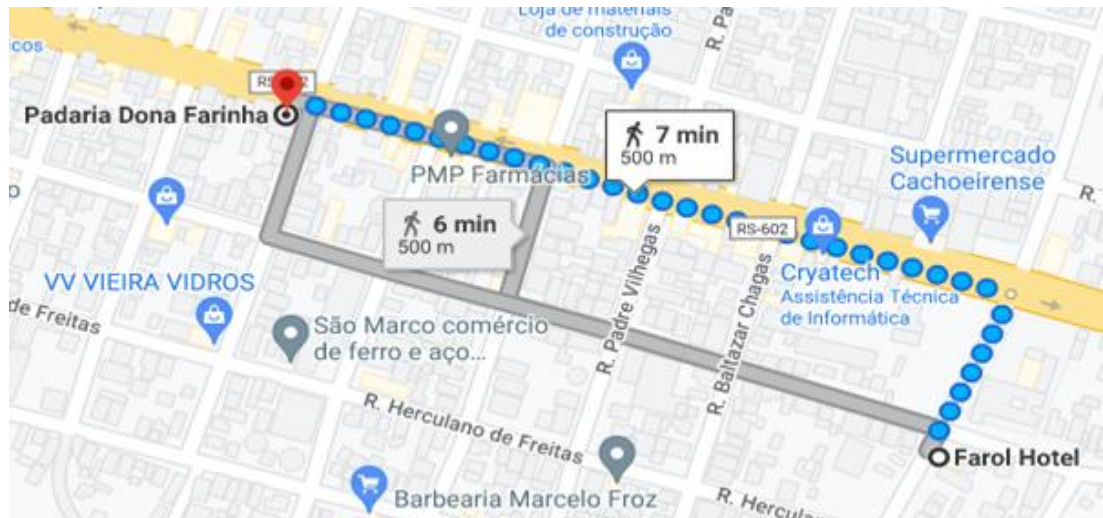 Loja de materiais
de construção
R. Pa
cos
RS-
2
Padaria Dona Farinha
7 min
500 m
PMP Farmácias
Supermercado
Cachoeirense
R.
6 min
500 m
RS-602
R. Padre Vilhegas
Cryatech
Assistência Técnica
de Informática
R. Baltazar Chagas
VV VIEIRA VIDROS
de Freitas
São Marco comércio
de ferro e aço...
R. Herculano de Freitas
Farol Hotel
Barbearia Marcelo Froz
R. Herculano